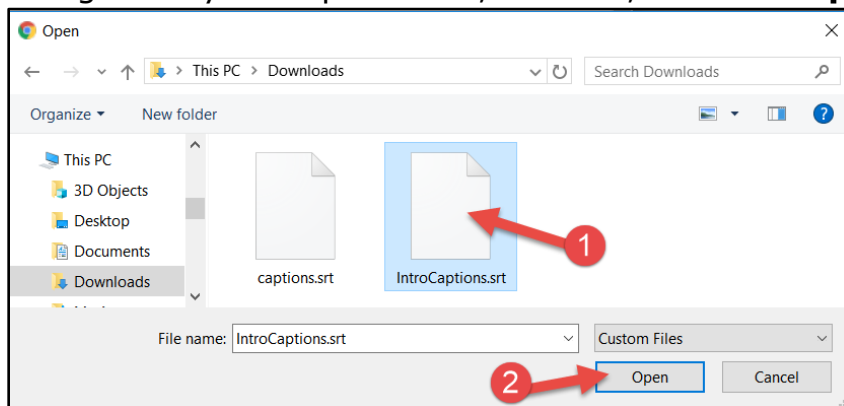 Open
This PC > Downloads
Search Downloads
Organize
New folder
?
This PC
3D Objects
Desktop
Documents
Downloads
captions.srt
IntroCaptions.srt
1
File name:
IntroCaptions.srt
Custom Files
2
Open
Cancel